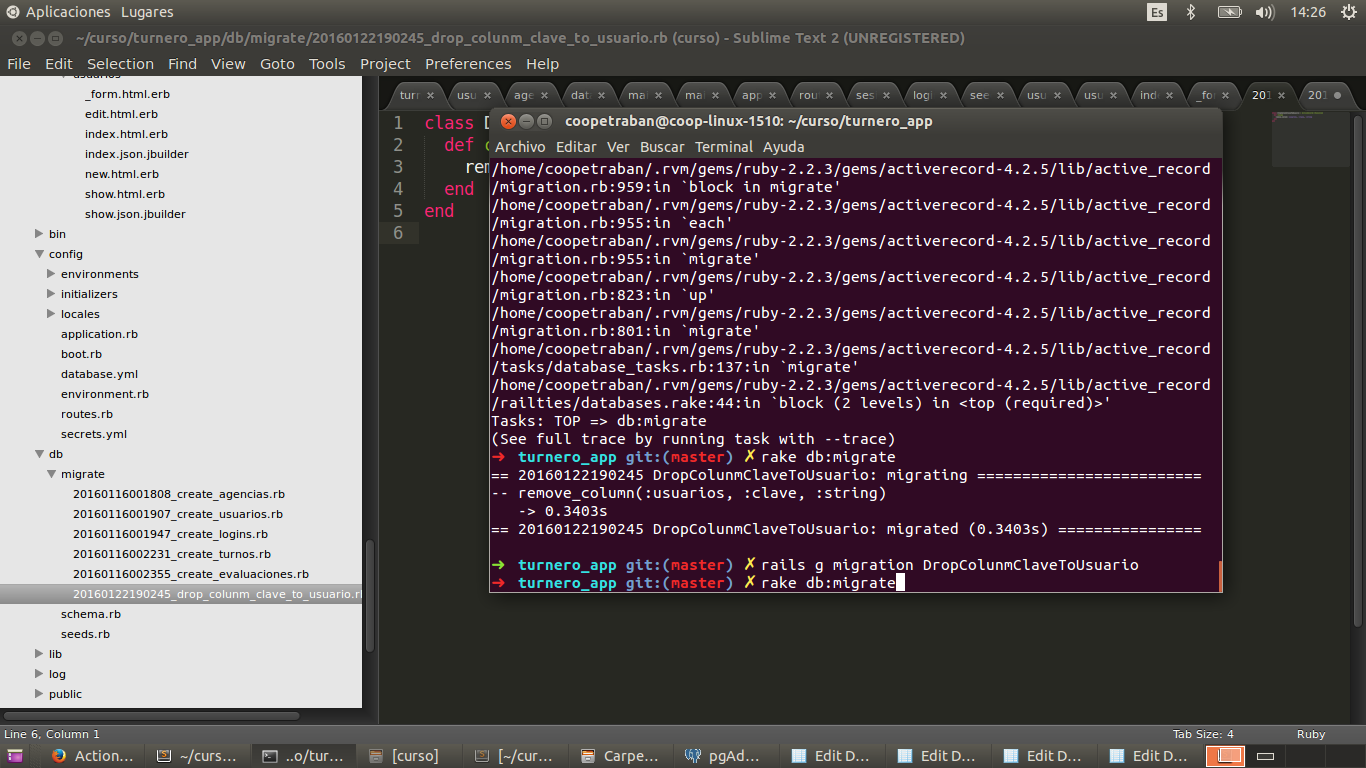 Aplicaciones Lugares
Es
14:26
~/curso/turnero_app/db/migrate/20160122190245_drop_colunm_clave_to_usuario.rb (curso) - Sublime Text 2 (UNREGISTERED)
File Edit Selection Find View Goto Tools Project Preferences Help
usuarios
_form.html.erb
edit.html.erb
index.html.erb
index.json.jbuilder
new.html.erb
show.html.erb
show.json.jbuilder
bin
config
environments
initializers
locales
application.rb
boot.rb
database.yml
environment.rb
routes.rb
secrets.yml
db
migrate
20160116001808_create_agencias.rb
20160116001907_create_usuarios.rb
20160116001947_create_logins.rb
20160116002231_create_turnos.rb
20160116002355_create_evaluaciones.rb
20160122190245_drop_colunm_clave_to_usuario.r
schema.rb
seeds.rb
lib
log
public
turn usu age dat mai mai app rou ses logi see usu usu ind _fo 201 201
1 class D
2 def c
3 rem
4 end
5 end
6
coopetraban@coop-linux-1510: ~/curso/turnero_app
Archivo Editar Ver Buscar Terminal Ayuda
/home/coopetraban/.rvm/gems/ruby-2.2.3/gems/activerecord-4.2.5/lib/active_record
/migration.rb:959:in `block in migrate'
/home/coopetraban/.rvm/gems/ruby-2.2.3/gems/activerecord-4.2.5/lib/active_record
/migration.rb:955:in `each'
/home/coopetraban/.rvm/gems/ruby-2.2.3/gems/activerecord-4.2.5/lib/active_record
/migration.rb:955:in `migrate'
/home/coopetraban/.rvm/gems/ruby-2.2.3/gems/activerecord-4.2.5/lib/active_record
/migration.rb:823:in `up'
/home/coopetraban/.rvm/gems/ruby-2.2.3/gems/activerecord-4.2.5/lib/active_record
/migration.rb:801:in `migrate'
/home/coopetraban/.rvm/gems/ruby-2.2.3/gems/activerecord-4.2.5/lib/active_record
/tasks/database_tasks.rb:137:in `migrate'
/home/coopetraban/.rvm/gems/ruby-2.2.3/gems/activerecord-4.2.5/lib/active_record
/railties/databases.rake:44:in `block (2 levels) in <top (required)>'
Tasks: TOP => db:migrate
(See full trace by running task with --trace)
➜ turnero_app git:(master) ✗ rake db:migrate
== 20160122190245 DropColunmClaveToUsuario: migrating =========================
-- remove_column(:usuarios, :clave, :string)
-> 0.3403s
== 20160122190245 DropColunmClaveToUsuario: migrated (0.3403s) ================
➜ turnero_app git:(master) ✗ rails g migration DropColunmClaveToUsuario
➜ turnero_app git:(master) ✗ rake db:migrate
Line 6, Column 1
Tab Size: 4 Ruby
Action... ~/curs... ..o/tur... [curso] [~/cur... Carpe... pgAd... Edit D... Edit D... Edit D... Edit D...